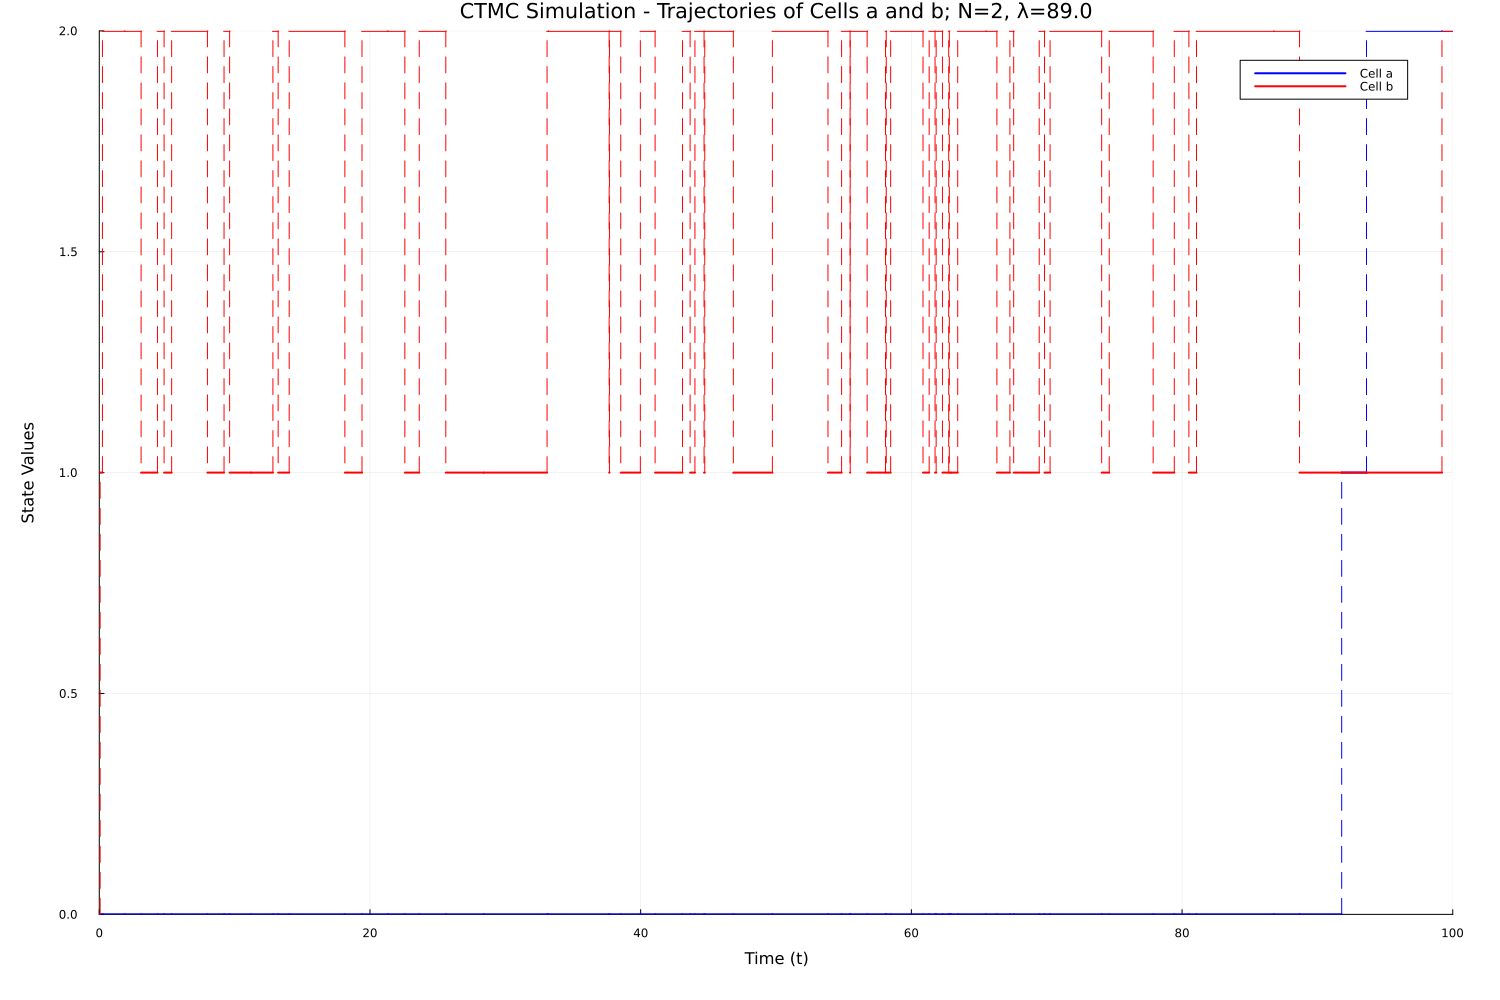 CTMC Simulation - Trajectories of Cells a and b; N=2, λ=89.0
2.0
Cell a
Cell b
1.5
1.0
State Values
0.5
0.0
0 20 40 60 80 100
Time (t)